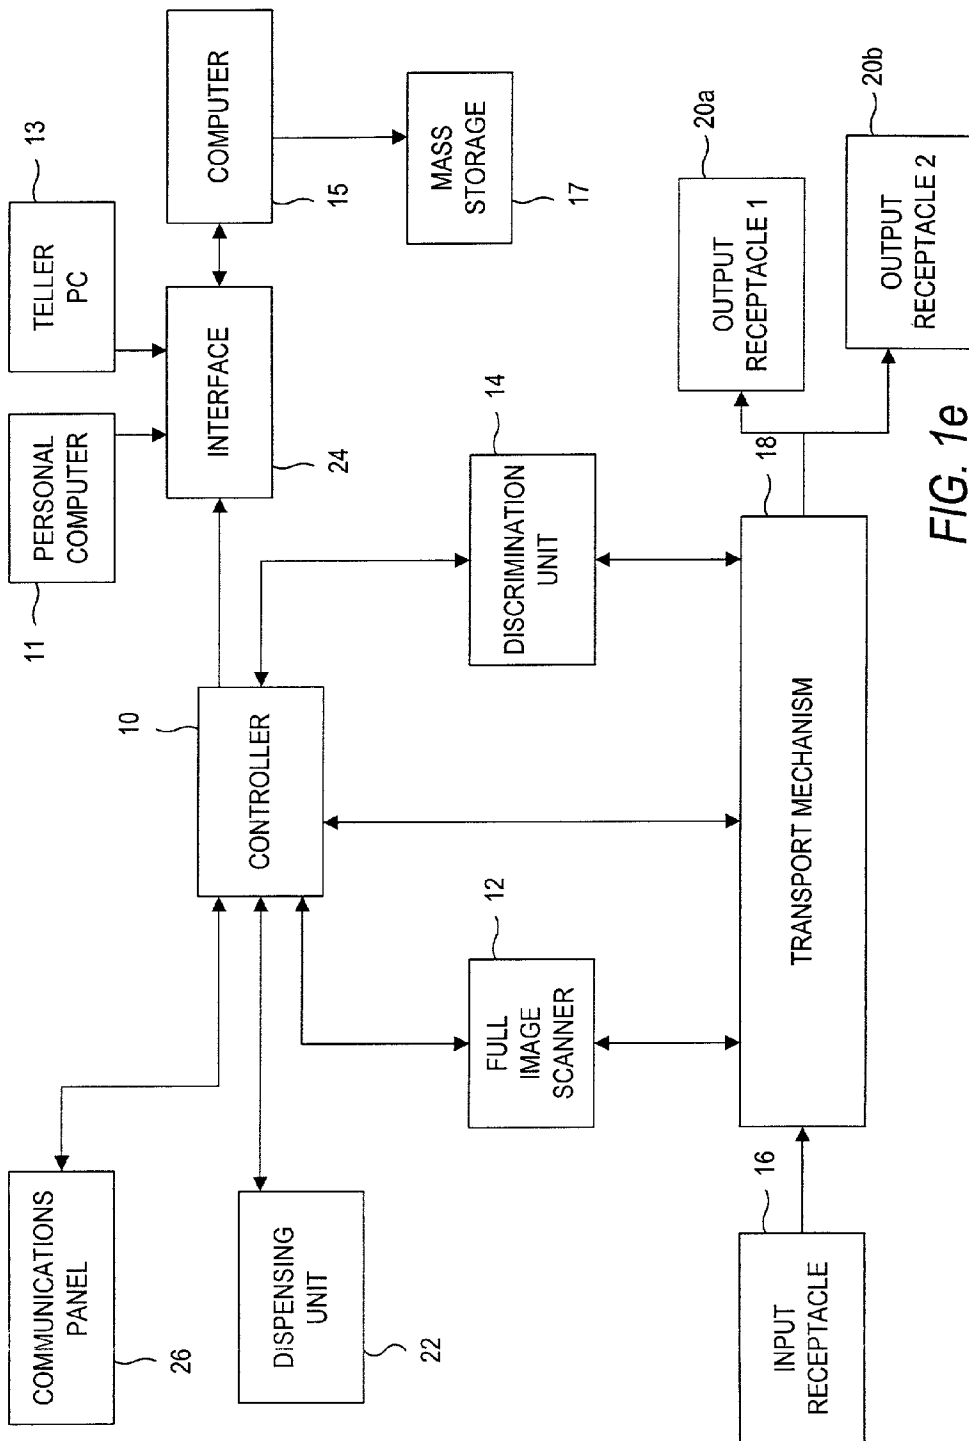 COMMUNICATIONS
PANEL
26
PERSONAL
COMPUTER
11
TELLER
PC
13
INTERFACE
24
COMPUTER
15
MASS
STORAGE
17
DISPENSING
UNIT
22
CONTROLLER
10
FULL
IMAGE
SCANNER
12
DISCRIMINATION
UNIT
14
INPUT
RECEPTACLE
16
TRANSPORT MECHANISM
18
OUTPUT
RECEPTACLE 1
20a
OUTPUT
RECEPTACLE 2
20b
FIG. 1e